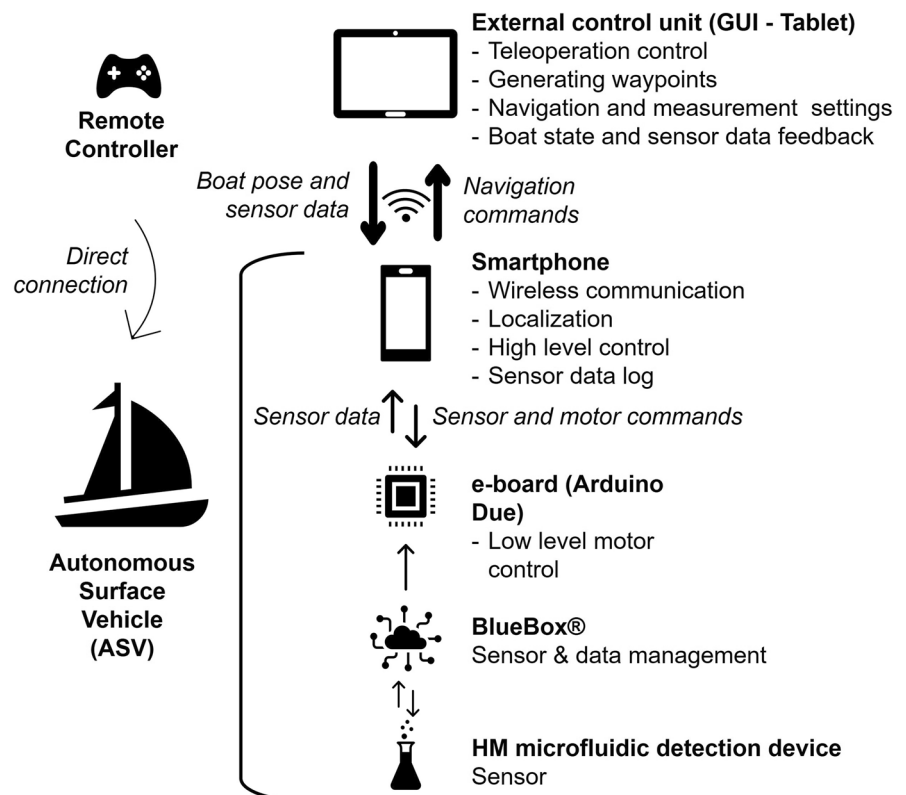 External control unit (GUI - Tablet)
- Teleoperation control
- Generating waypoints
- Navigation and measurement settings
- Boat state and sensor data feedback
Remote
Controller
Boat pose and
sensor data
Navigation
commands
Direct
connection
Smartphone
- Wireless communication
- Localization
- High level control
- Sensor data log
Sensor data
Sensor and motor commands
e-board (Arduino
Due)
- Low level motor
control
Autonomous
Surface
Vehicle
(ASV)
BlueBox®
Sensor & data management
HM microfluidic detection device
Sensor